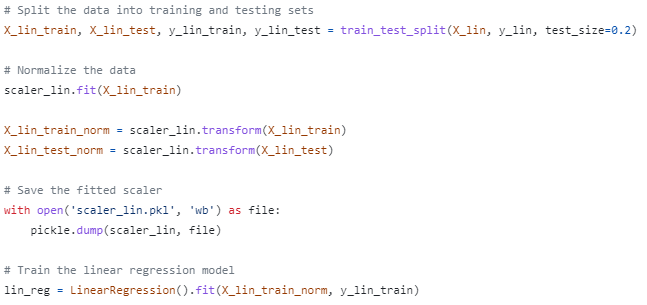 # Split the data into training and testing sets
X_lin_train, X_lin_test, y_lin_train, y_lin_test = train_test_split(X_lin, y_lin, test_size=0.2)
# Normalize the data
scaler_lin.fit(X_lin_train)
X_lin_train_norm = scaler_lin.transform(X_lin_train)
X_lin_test_norm = scaler_lin.transform(X_lin_test)
# Save the fitted scaler
with open('scaler_lin.pkl', 'wb') as file:
    pickle.dump(scaler_lin, file)
# Train the linear regression model
lin_reg = LinearRegression().fit(X_lin_train_norm, y_lin_train)